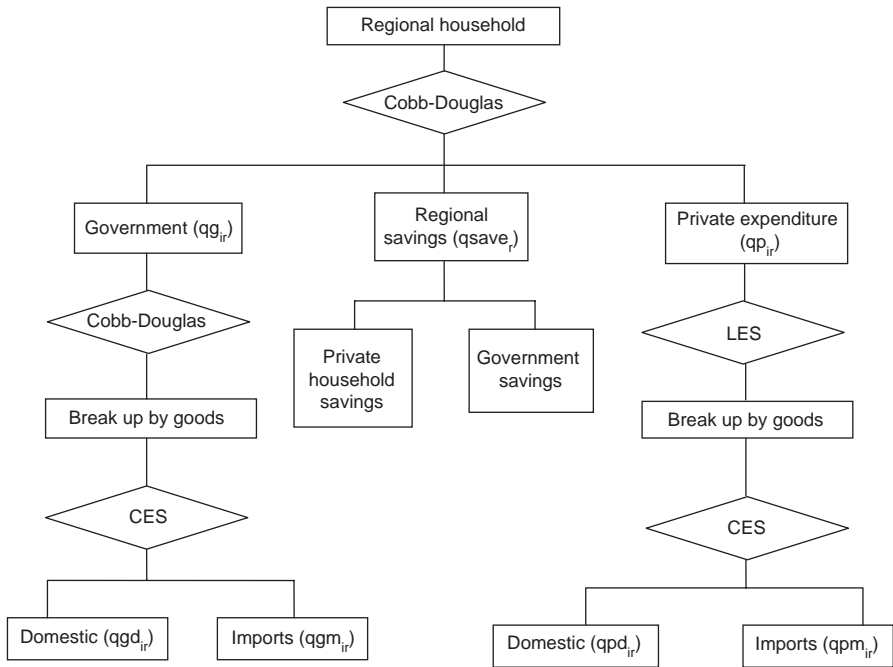 Regional household
Cobb-Douglas
Government (qg_ir)
Regional
savings (qsave_r)
Private expenditure
(qp_ir)
Cobb-Douglas
LES
Private
household
savings
Government
savings
Break up by goods
Break up by goods
CES
CES
Domestic (qgd_ir)
Imports (qgm_ir)
Domestic (qpd_ir)
Imports (qpm_ir)